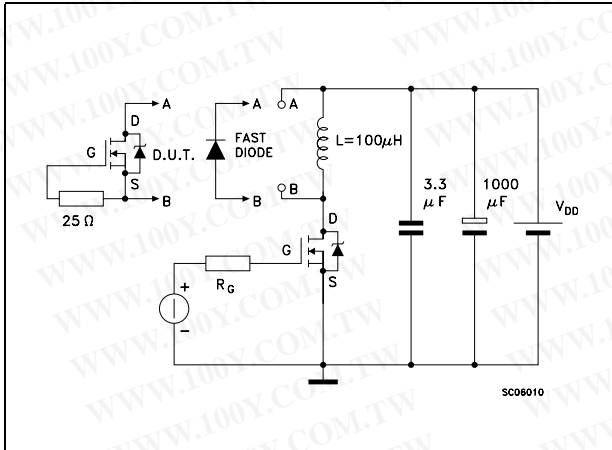 WWW.100Y.COM.TW
A
A
A
D
G
D.U.T.
FAST
DIODE
L=100μH
S
B
B
B
25 Ω
3.3
μF
1000
μF
VDD
D
G
S
RG
+
−
SC06010